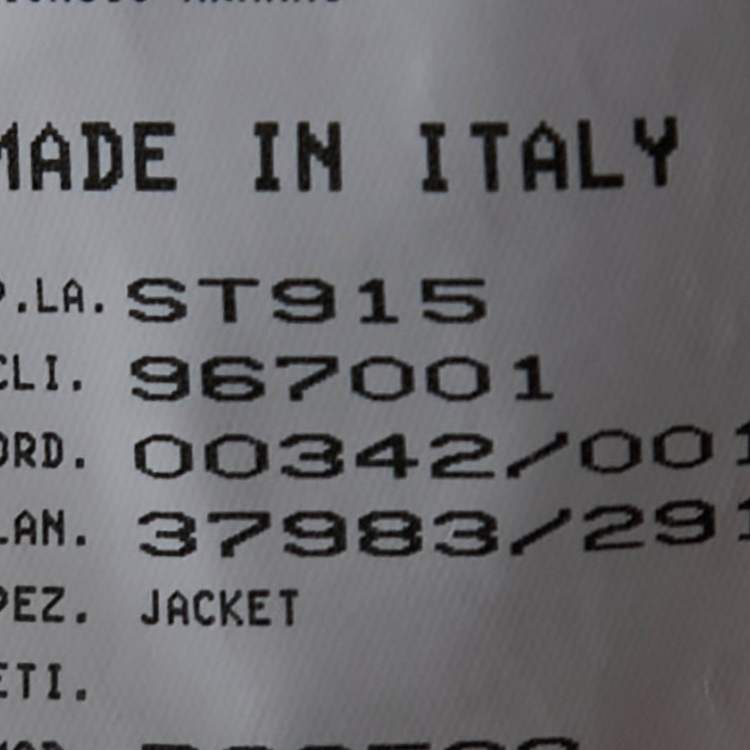 MADE IN ITALY
P.LA. ST915
CLI. 967001
ORD. 00342/001
LAN. 37983/291
PEZ. JACKET
ETI.